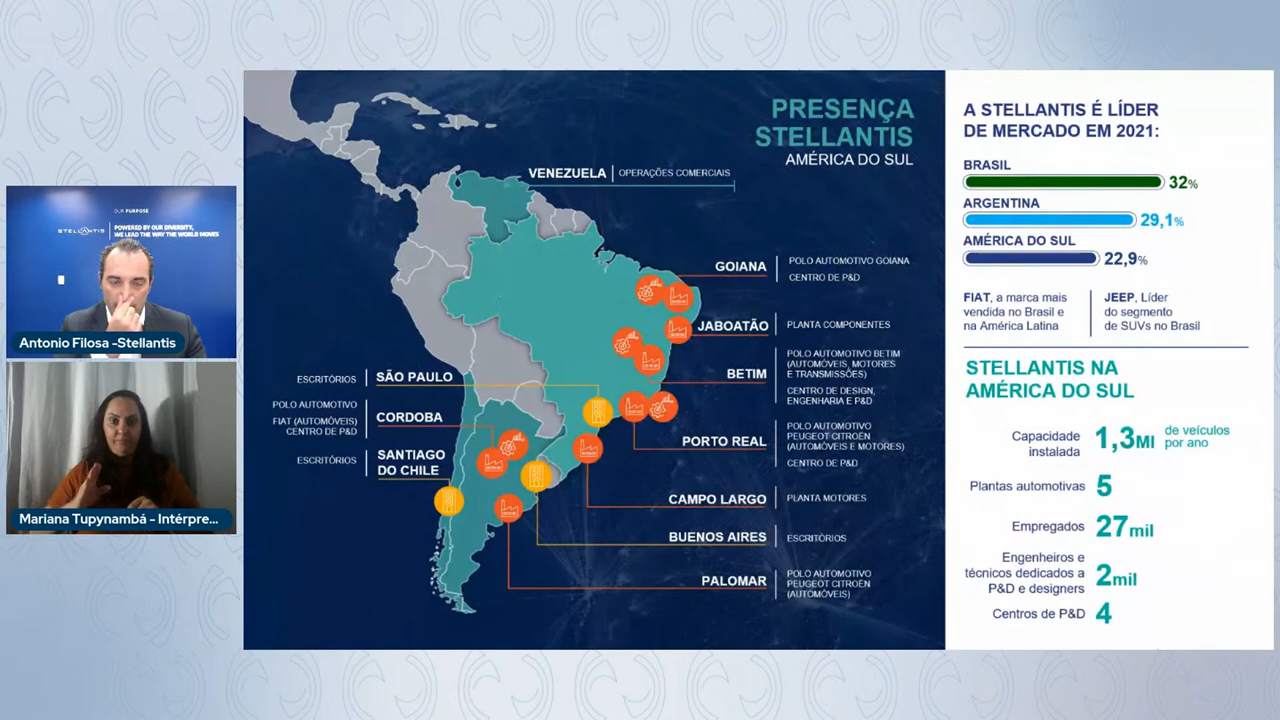 OUR PURPOSE
STELLANTIS
POWERED BY OUR DIVERSITY,
WE LEAD THE WAY THE WORLD MOVES
Antonio Filosa -Stellantis
Mariana Tupynambá - Intérpre...
PRESENÇA
STELLANTIS
AMÉRICA DO SUL
VENEZUELA
OPERAÇÕES COMERCIAIS
GOIANA
POLO AUTOMOTIVO GOIANA
CENTRO DE P&D
JABOATÃO
PLANTA COMPONENTES
BETIM
POLO AUTOMOTIVO BETIM
(AUTOMÓVEIS, MOTORES
E TRANSMISSÕES)
CENTRO DE DESIGN,
ENGENHARIA E P&D
ESCRITÓRIOS
SÃO PAULO
POLO AUTOMOTIVO
FIAT (AUTOMÓVEIS)
CENTRO DE P&D
CORDOBA
ESCRITÓRIOS
SANTIAGO
DO CHILE
PORTO REAL
POLO AUTOMOTIVO
PEUGEOT CITROËN
(AUTOMÓVEIS E MOTORES)
CENTRO DE P&D
CAMPO LARGO
PLANTA MOTORES
BUENOS AIRES
ESCRITÓRIOS
PALOMAR
POLO AUTOMOTIVO
PEUGEOT CITROËN
(AUTOMÓVEIS)
A STELLANTIS É LÍDER
DE MERCADO EM 2021:
BRASIL
32%
ARGENTINA
29,1%
AMÉRICA DO SUL
22,9%
FIAT, a marca mais
vendida no Brasil e
na América Latina
JEEP, Líder
do segmento
de SUVs no Brasil
STELLANTIS NA
AMÉRICA DO SUL
Capacidade
instalada
1,3MI
de veículos
por ano
Plantas automotivas 5
Empregados 27mil
Engenheiros e
técnicos dedicados a
P&D e designers
2mil
Centros de P&D 4